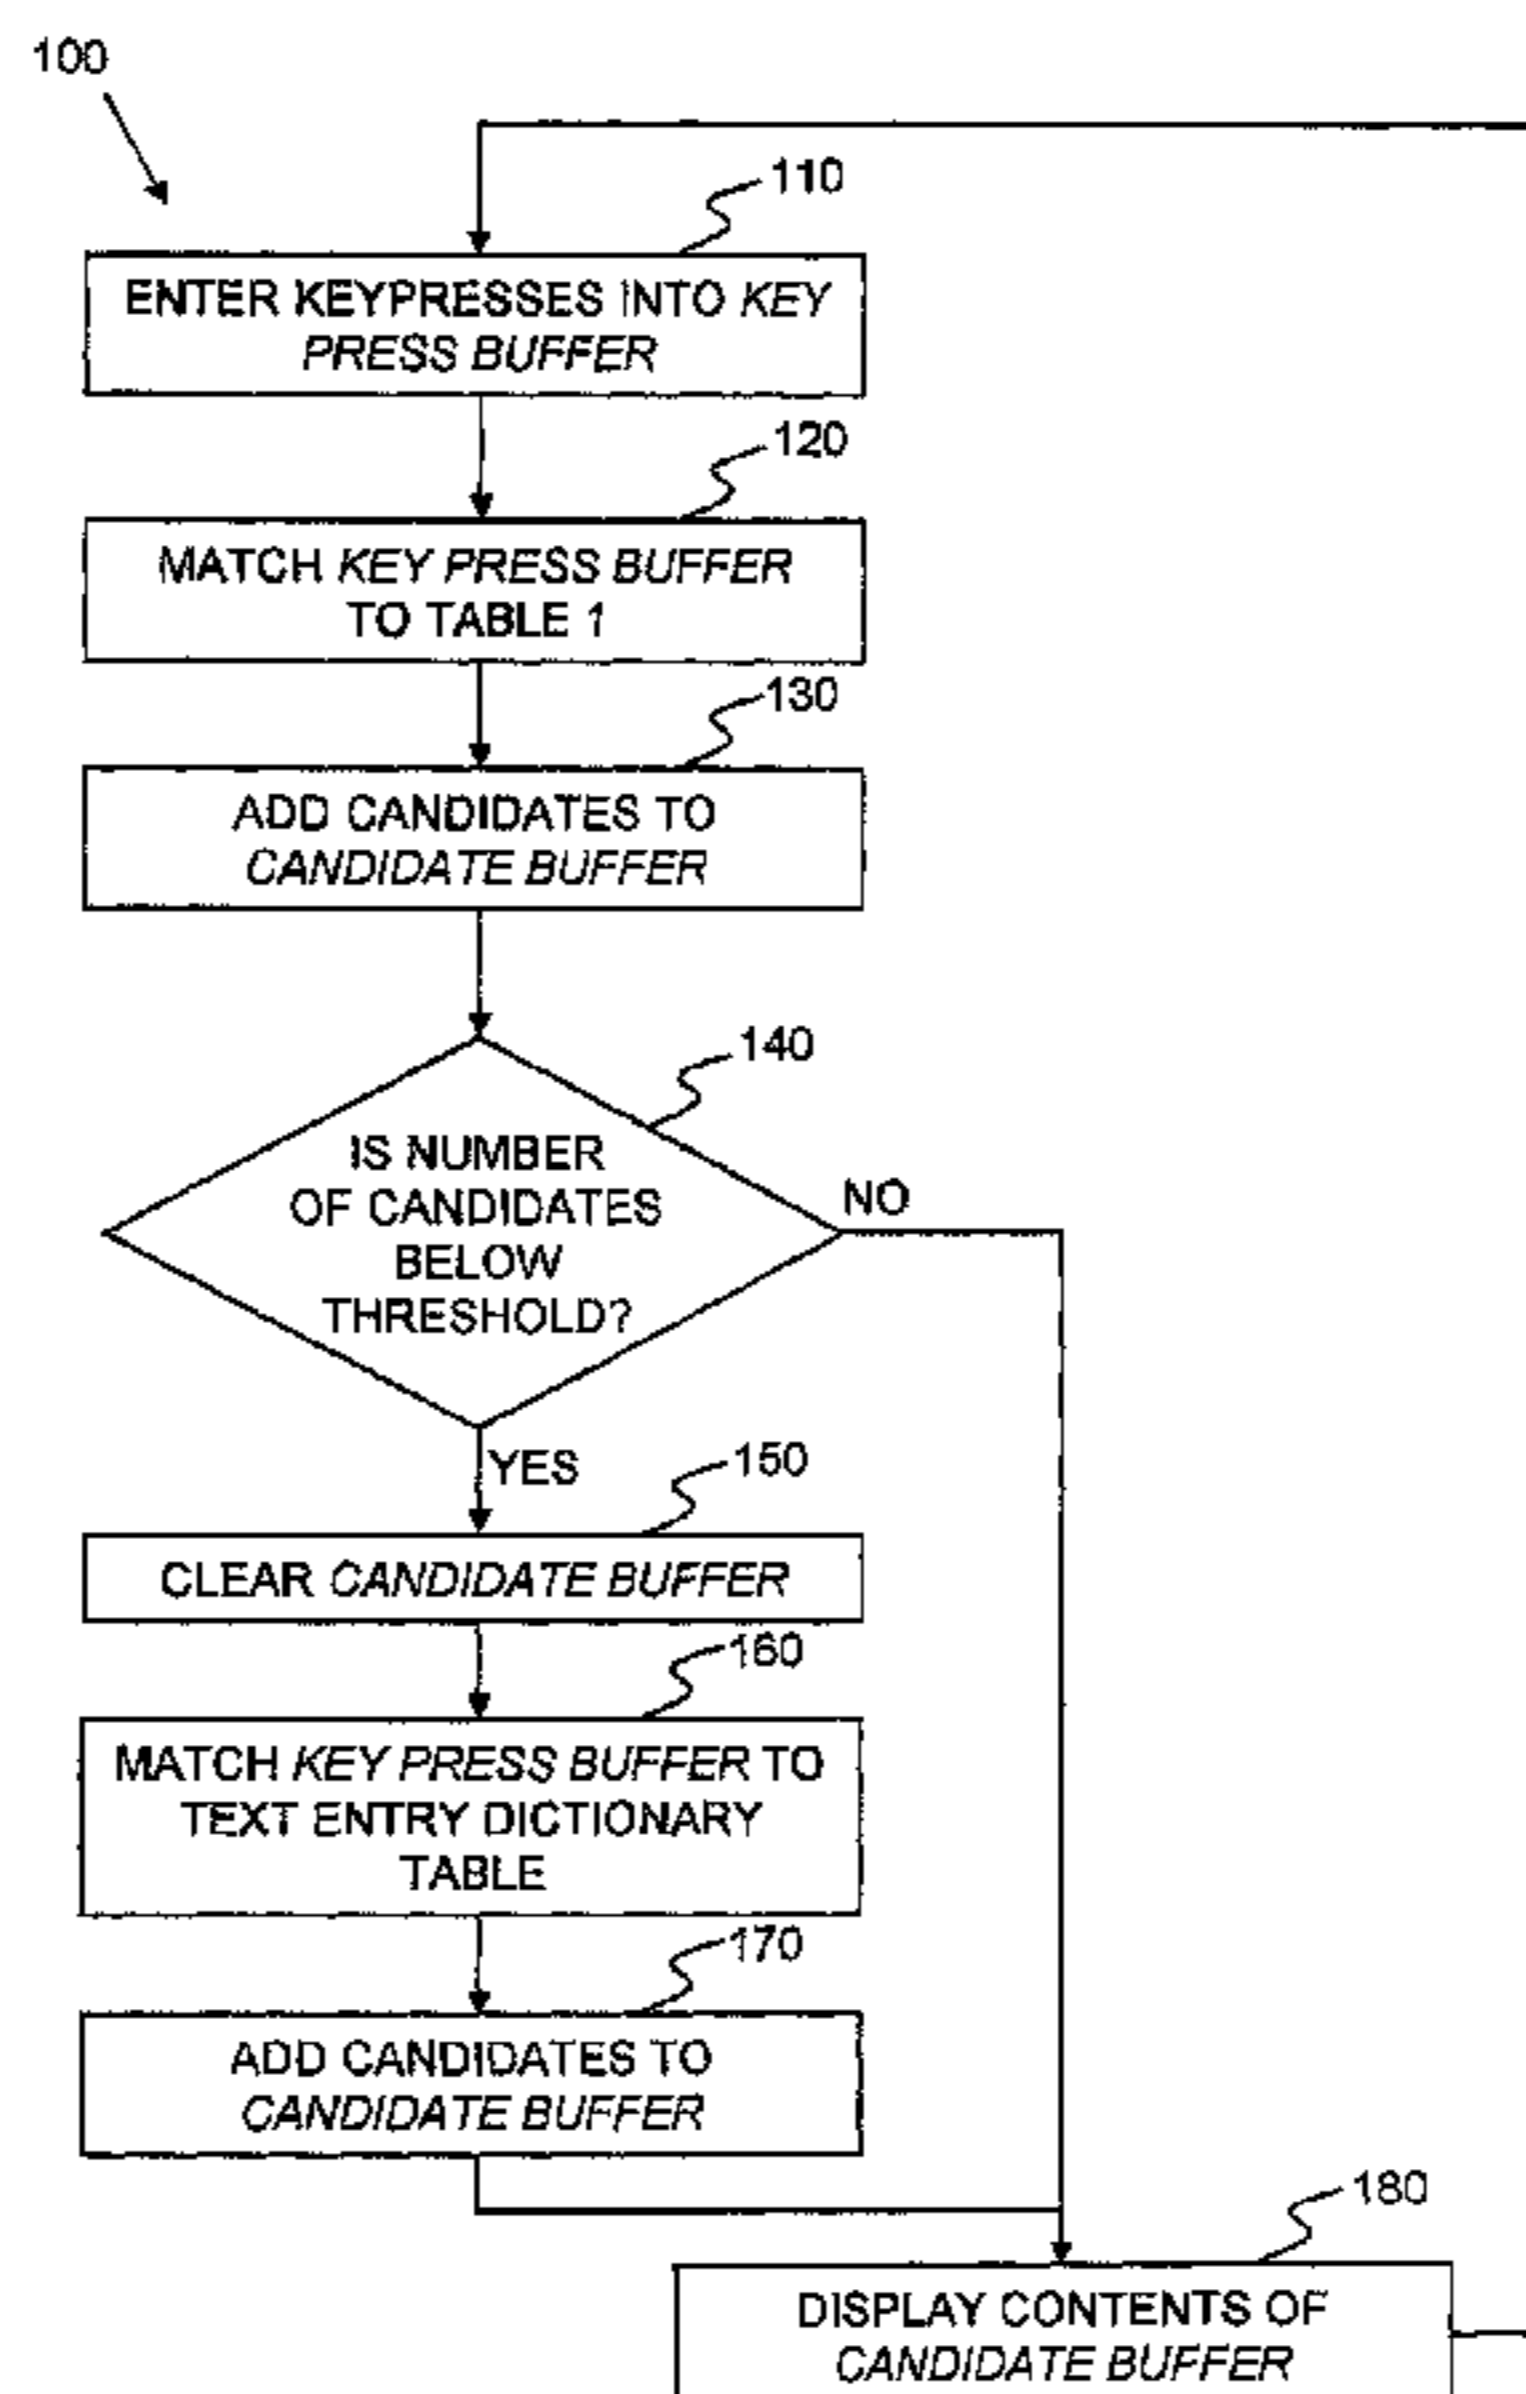 100
110
ENTER KEYPRESSES INTO KEY
PRESS BUFFER
120
MATCH KEY PRESS BUFFER
TO TABLE 1
130
ADD CANDIDATES TO
CANDIDATE BUFFER
140
IS NUMBER
OF CANDIDATES
BELOW
THRESHOLD?
NO
YES
150
CLEAR CANDIDATE BUFFER
160
MATCH KEY PRESS BUFFER TO
TEXT ENTRY DICTIONARY
TABLE
170
ADD CANDIDATES TO
CANDIDATE BUFFER
180
DISPLAY CONTENTS OF
CANDIDATE BUFFER